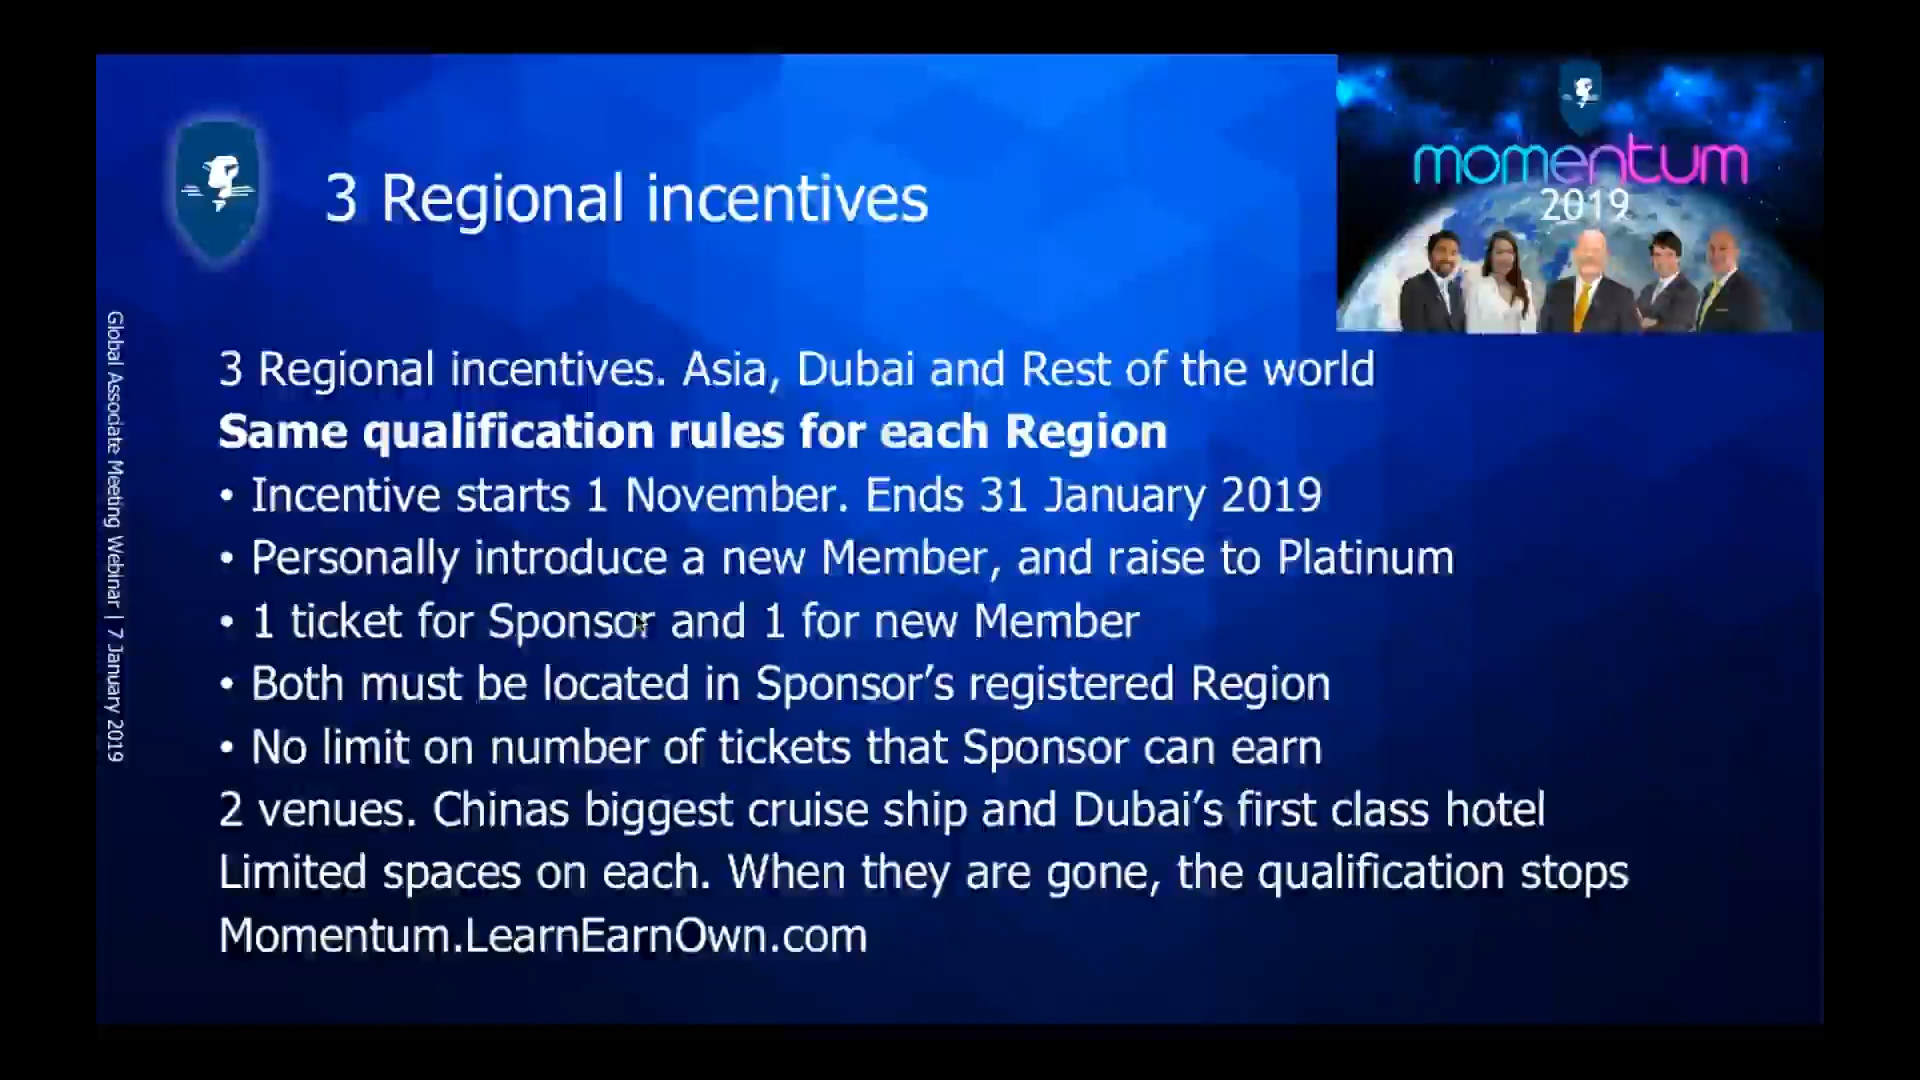 3 Regional incentives
momentum
2019
3 Regional incentives. Asia, Dubai and Rest of the world
Same qualification rules for each Region
• Incentive starts 1 November. Ends 31 January 2019
• Personally introduce a new Member, and raise to Platinum
• 1 ticket for Sponsor and 1 for new Member
• Both must be located in Sponsor’s registered Region
• No limit on number of tickets that Sponsor can earn
2 venues. Chinas biggest cruise ship and Dubai’s first class hotel
Limited spaces on each. When they are gone, the qualification stops
Momentum.LearnEarnOwn.com
Global Associate Meeting Webinar | 7 January 2019